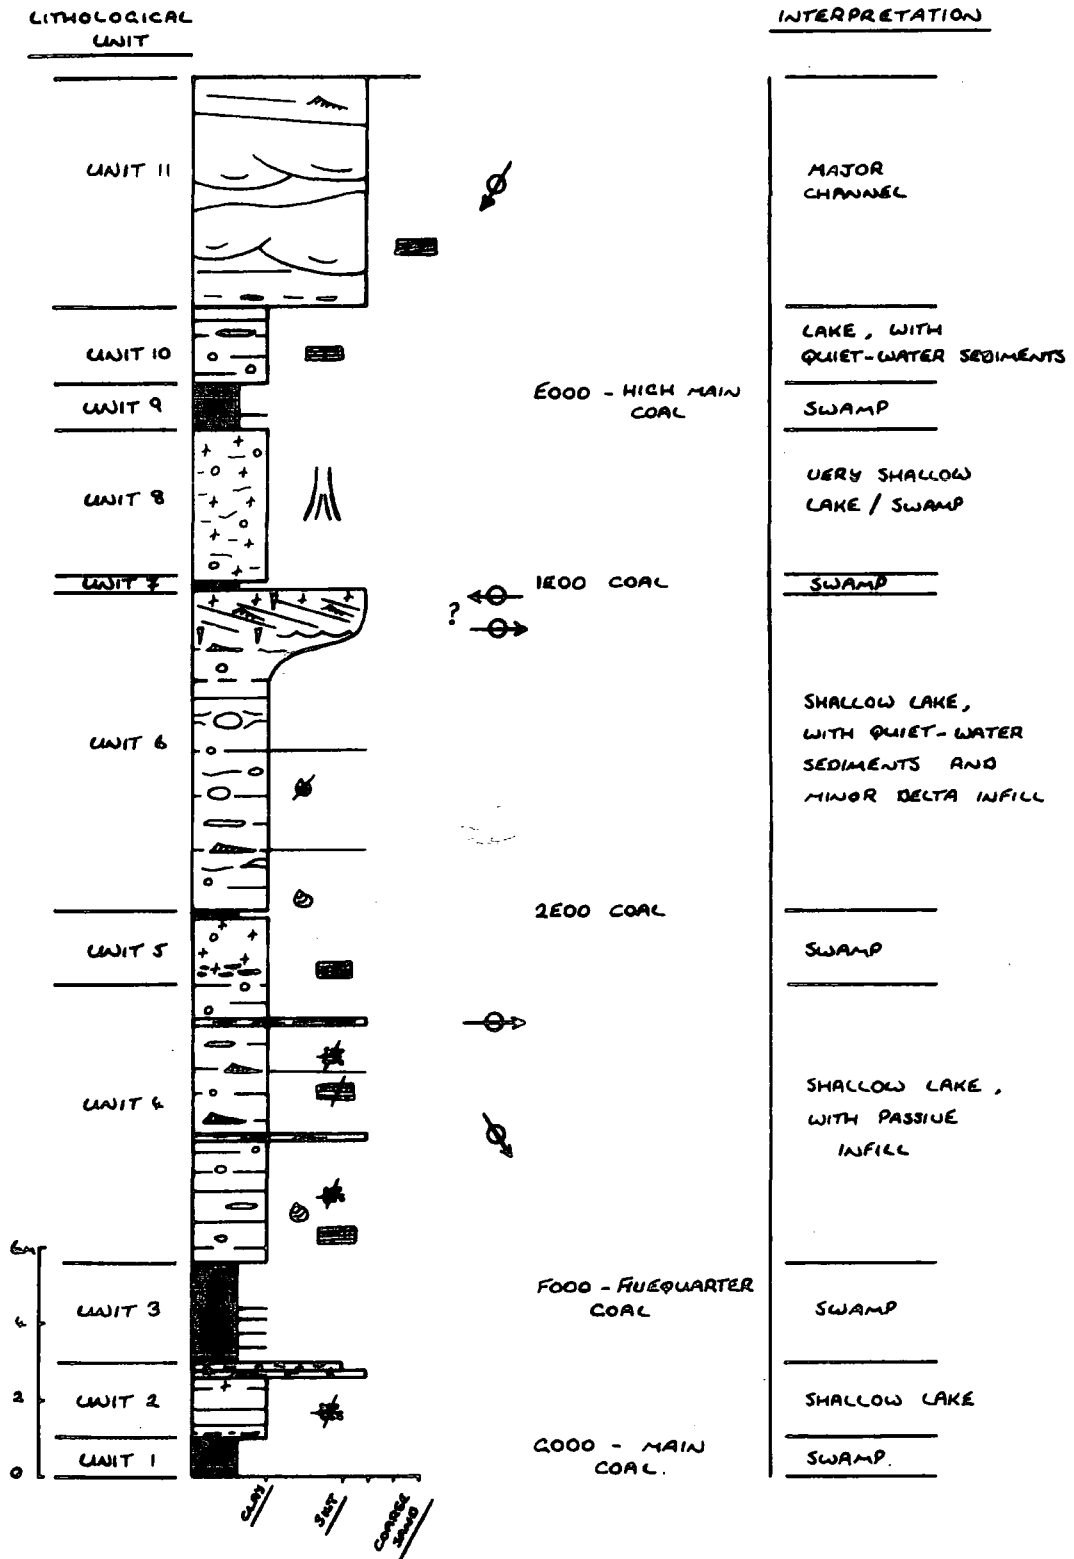 LITHOLOGICAL
UNIT
INTERPRETATION
UNIT 11
MAJOR
CHANNEL
UNIT 10
LAKE, WITH
QUIET-WATER SEDIMENTS
UNIT 9
E000 - HIGH MAIN
COAL
SWAMP
UNIT 8
VERY SHALLOW
LAKE / SWAMP
UNIT 7
1E00 COAL
SWAMP
?
UNIT 6
SHALLOW LAKE,
WITH QUIET-WATER
SEDIMENTS AND
MINOR DELTA INFILL
2E00 COAL
UNIT 5
SWAMP
UNIT 4
SHALLOW LAKE,
WITH PASSIVE
INFILL
6m
UNIT 3
F000 - FIVEQUARTER
COAL
SWAMP
4
2
UNIT 2
SHALLOW LAKE
UNIT 1
G000 - MAIN
COAL.
SWAMP.
0
CLAY
SILT
COARSE
SAND